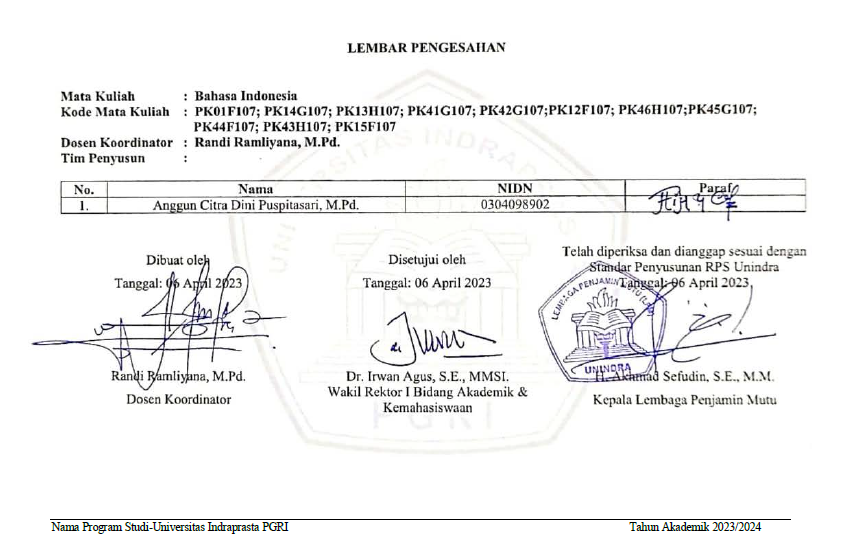 LEMBAR PENGESAHAN
Mata Kuliah : Bahasa Indonesia
Kode Mata Kuliah : PK01F107; PK14G107; PK13H107; PK41G107; PK42G107;PK12F107; PK46H107;PK45G107;
PK44F107; PK43H107; PK15F107
Dosen Koordinator : Randi Ramliyana, M.Pd.
Tim Penyusun :
No. Nama NIDN Paraf
1. Anggun Citra Dini Puspitasari, M.Pd. 0304098902
Dibuat oleh
Tanggal: 06 April 2023
Randi Ramliyana, M.Pd.
Dosen Koordinator
Disetujui oleh
Tanggal: 06 April 2023
Dr. Irwan Agus, S.E., MMSI.
Wakil Rektor I Bidang Akademik &
Kemahasiswaan
Telah diperiksa dan dianggap sesuai dengan
Standar Penyusunan RPS Unindra
Tanggal: 06 April 2023
LEMBAGA PENJAMIN MUTU
UNINDRA
H. Akhmad Sefudin, S.E., M.M.
Kepala Lembaga Penjamin Mutu
UNIVERSITAS INDRAPRASTA
PGRI
Nama Program Studi-Universitas Indraprasta PGRI Tahun Akademik 2023/2024